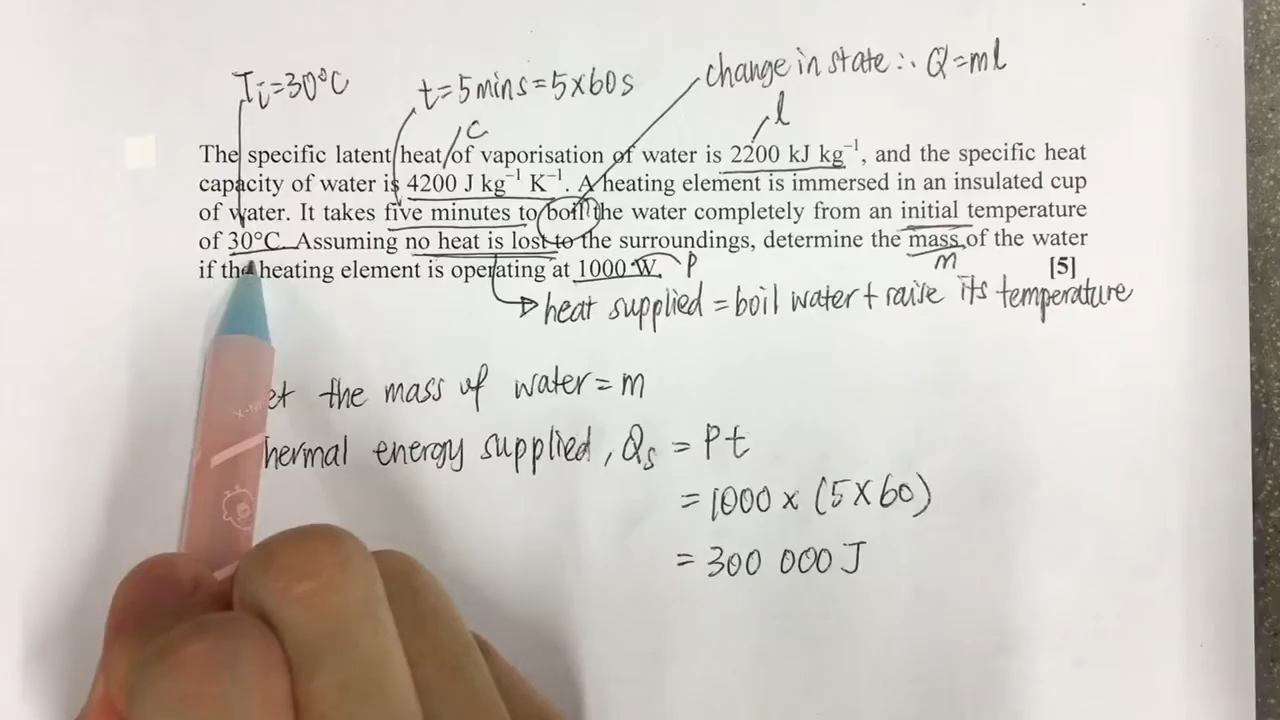 Ti=30°C
t=5mins=5x60s
change in state∴ Q=ml
c
l
The specific latent heat of vaporisation of water is 2200 kJ kg⁻¹, and the specific heat
capacity of water is 4200 J kg⁻¹ K⁻¹. A heating element is immersed in an insulated cup
of water. It takes five minutes to boil the water completely from an initial temperature
of 30°C. Assuming no heat is lost to the surroundings, determine the mass of the water
if the heating element is operating at 1000 W. P
m
[5]
heat supplied = boil water + raise its temperature
et the mass of water = m
hermal energy supplied, Qs = Pt
= 1000 x (5X60)
= 300 000 J